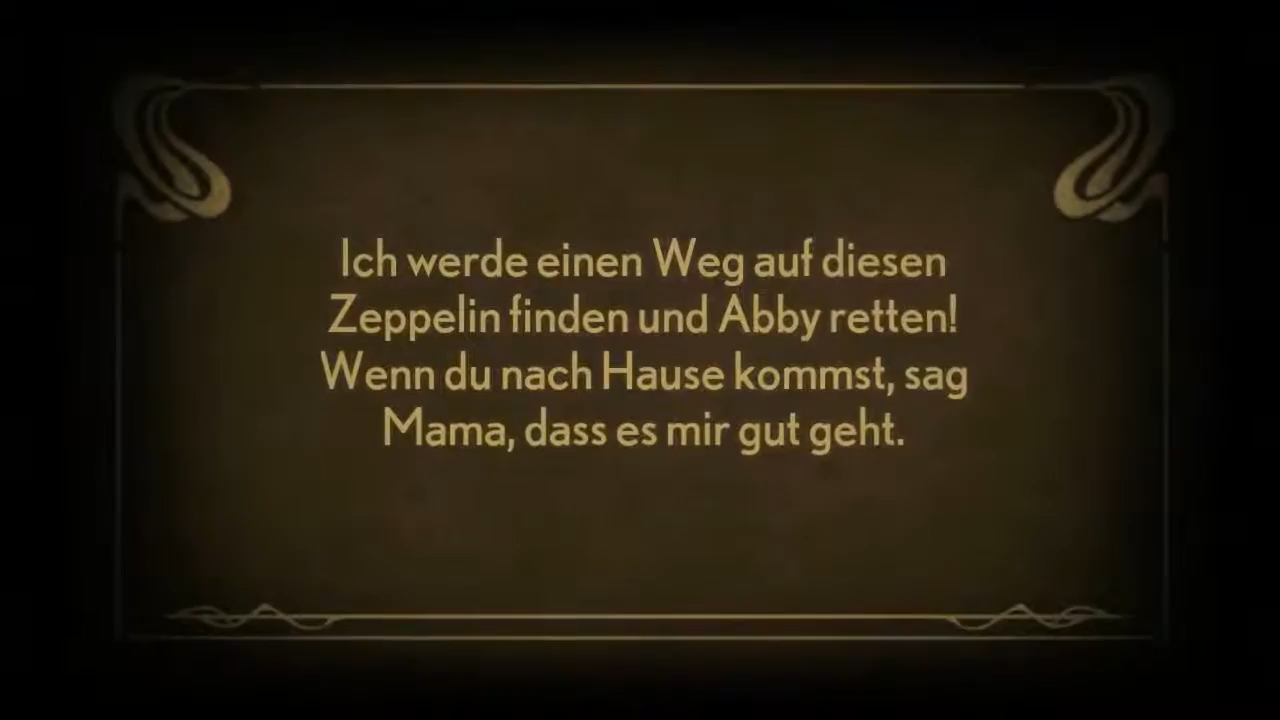 Ich werde einen Weg auf diesen
Zeppelin finden und Abby retten!
Wenn du nach Hause kommst, sag
Mama, dass es mir gut geht.